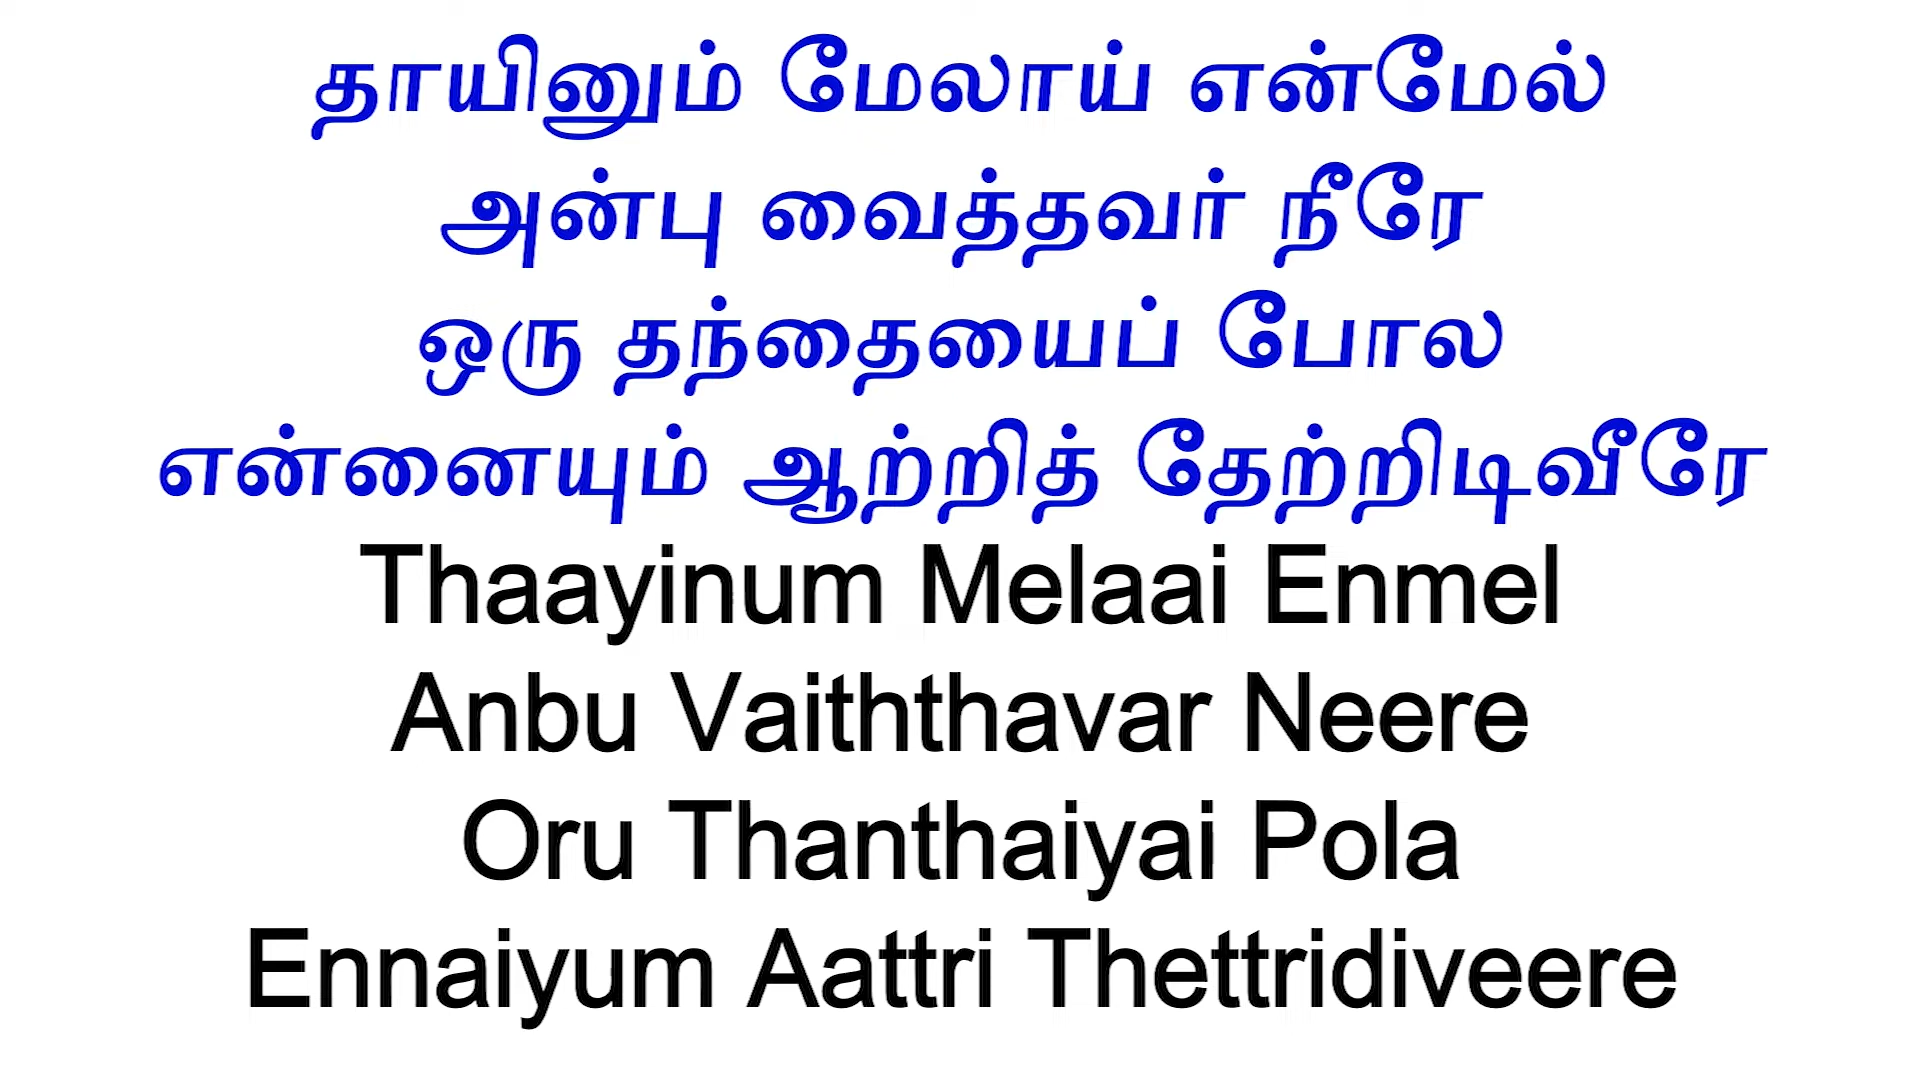 தாயினும் மேலாய் என்மேல்
அன்பு வைத்தவர் நீரே
ஒரு தந்தையைப் போல
என்னையும் ஆற்றித் தேற்றிடிவீரே
Thaayinum Melaai Enmel
Anbu Vaiththavar Neere
Oru Thanthaiyai Pola
Ennaiyum Aattri Thettridiveere